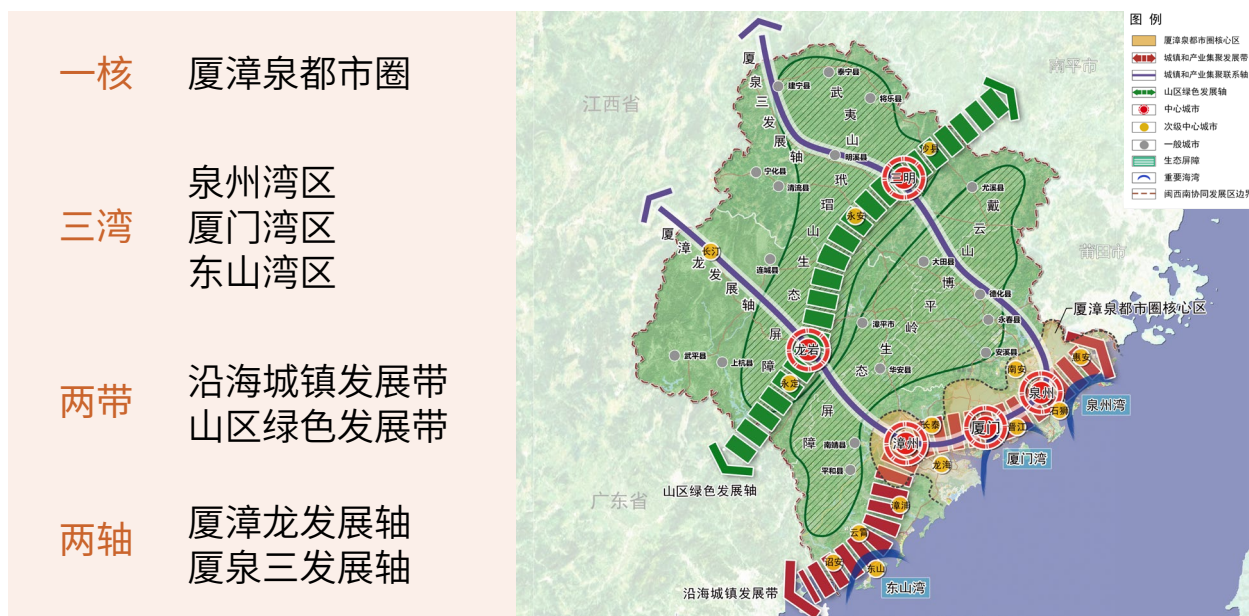 一核
厦漳泉都市圈
三湾
泉州湾区
厦门湾区
东山湾区
两带
沿海城镇发展带
山区绿色发展带
两轴
厦漳龙发展轴
厦泉三发展轴
图 例
厦漳泉都市圈核心区
城镇和产业集聚发展带
城镇和产业集聚联系轴
山区绿色发展轴
中心城市
次级中心城市
一般城市
生态屏障
重要海湾
闽西南协同发展区边界
江西省
南平市
莆田市
广东省
厦泉三发展轴
厦漳龙发展轴
武夷山玳瑁山生态屏障
戴云山博平岭生态屏障
建宁县
泰宁县
将乐县
明溪县
沙县
三明
宁化县
清流县
永安
尤溪县
长汀
连城县
大田县
德化县
永春县
漳平市
安溪县
龙岩
武平县
上杭县
永定
华安县
南安
惠安
泉州
石狮
晋江
厦门
长泰
漳州
龙海
南靖县
平和县
漳浦
云霄
诏安
东山
厦漳泉都市圈核心区
泉州湾
厦门湾
东山湾
山区绿色发展轴
沿海城镇发展带